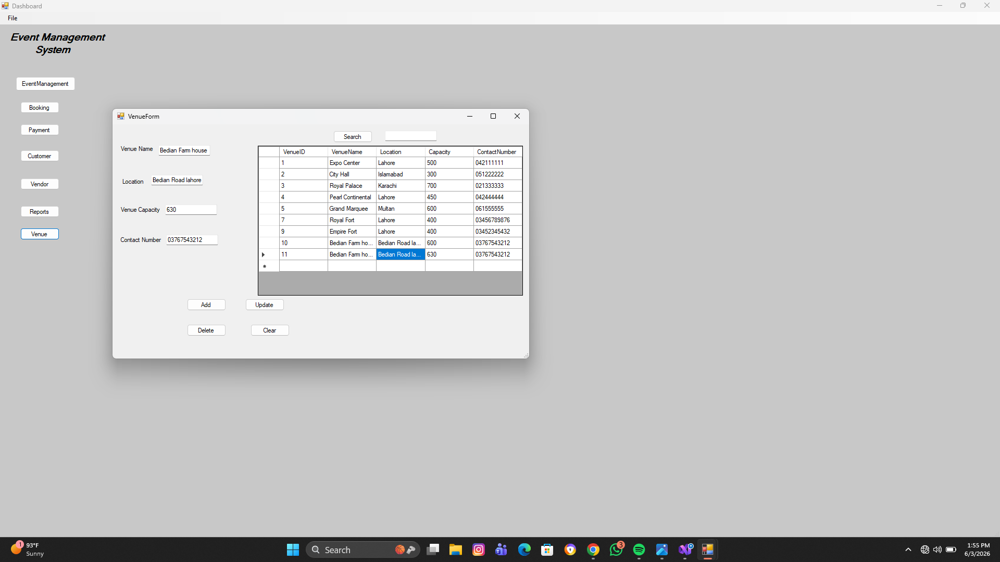 Dashboard
File
Event Management
System
EventManagement
Booking
Payment
Customer
Vendor
Reports
Venue
VenueForm
Search
Venue Name Bedian Farm house
Location Bedian Road lahore
Venue Capacity 630
Contact Number 03767543212
VenueID VenueName Location Capacity ContactNumber
1 Expo Center Lahore 500 042111111
2 City Hall Islamabad 300 051222222
3 Royal Palace Karachi 700 021333333
4 Pearl Continental Lahore 450 042444444
5 Grand Marquee Multan 600 061555555
7 Royal Fort Lahore 400 03456789876
9 Empire Fort Lahore 400 03452345432
10 Bedian Farm ho... Bedian Road la... 600 03767543212
11 Bedian Farm ho... Bedian Road la... 630 03767543212
Add Update
Delete Clear
1
93°F
Sunny
Search
3
1:55 PM
6/3/2026